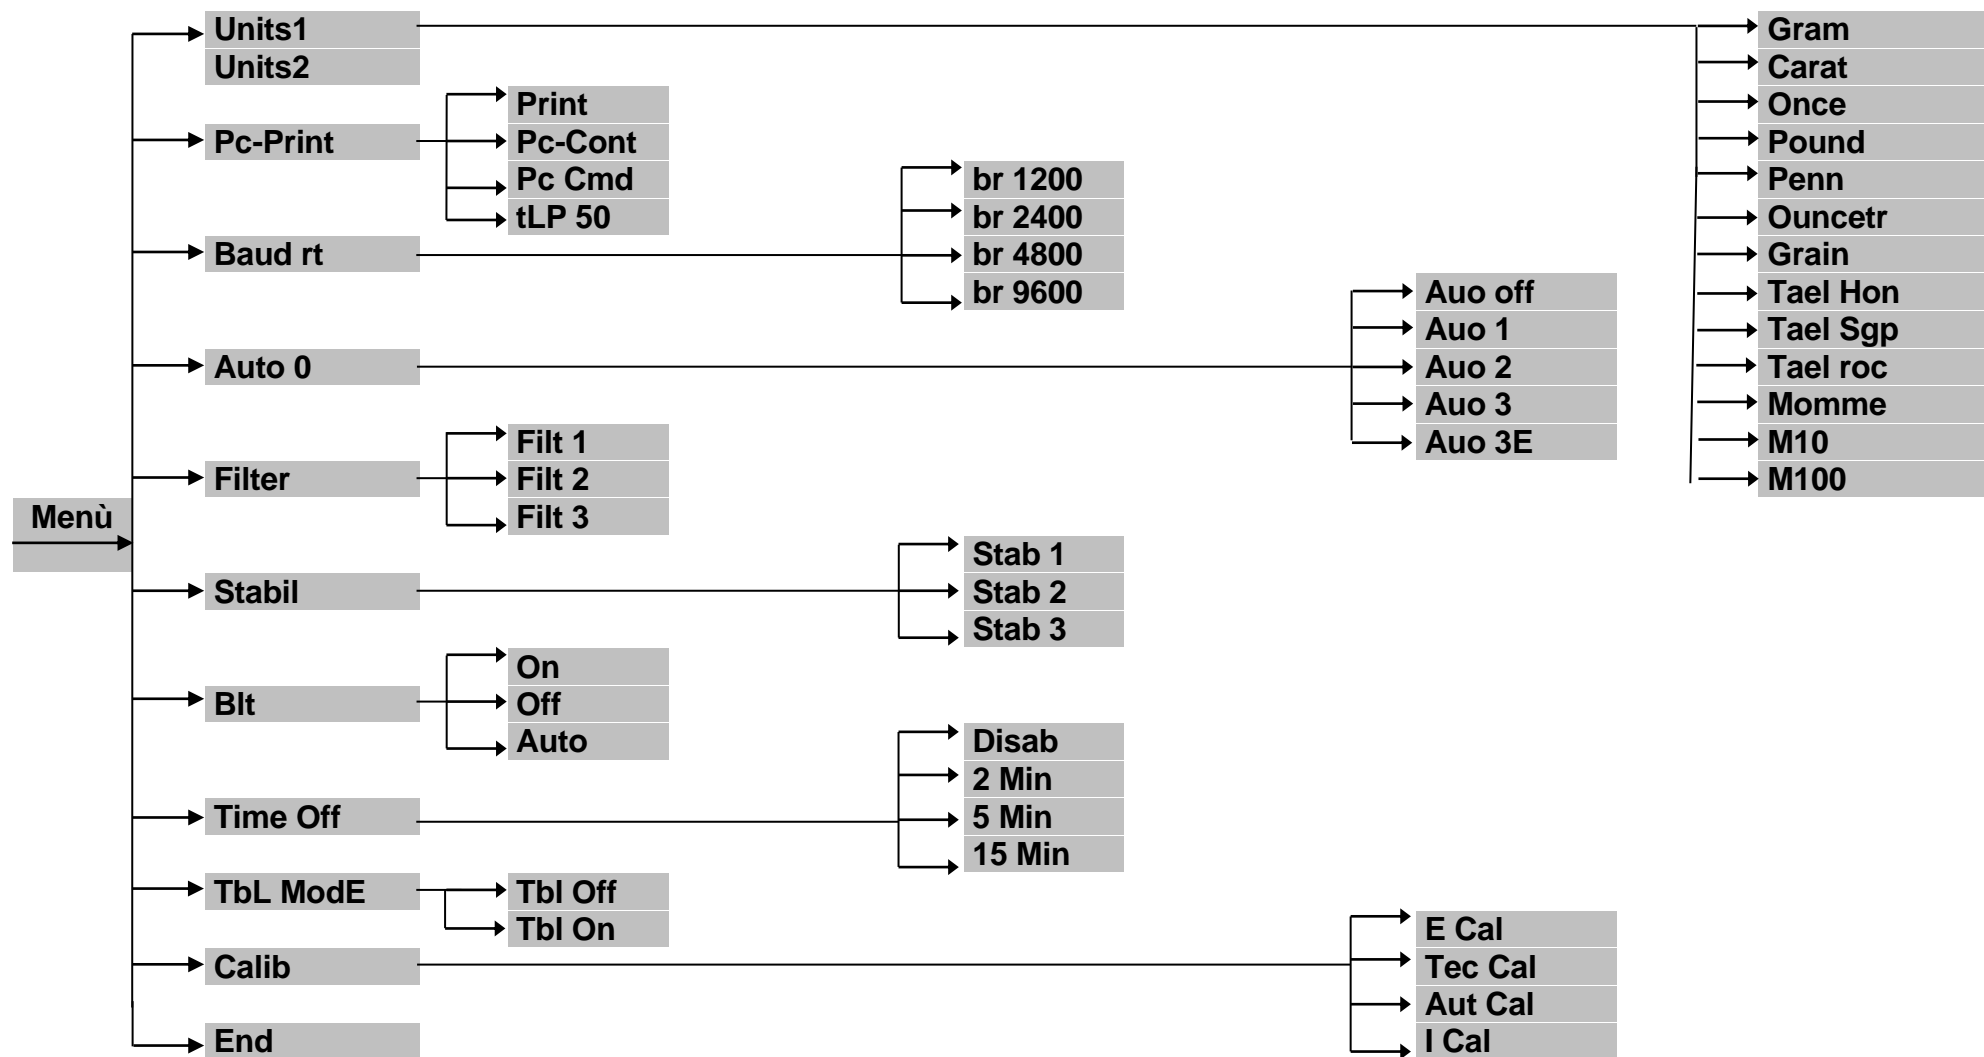 Menù
Units1
Units2
Pc-Print
Baud rt
Auto 0
Filter
Stabil
Blt
Time Off
TbL ModE
Calib
End
Print
Pc-Cont
Pc Cmd
tLP 50
Filt 1
Filt 2
Filt 3
On
Off
Auto
Tbl Off
Tbl On
br 1200
br 2400
br 4800
br 9600
Stab 1
Stab 2
Stab 3
Disab
2 Min
5 Min
15 Min
Auo off
Auo 1
Auo 2
Auo 3
Auo 3E
E Cal
Tec Cal
Aut Cal
I Cal
Gram
Carat
Once
Pound
Penn
Ouncetr
Grain
Tael Hon
Tael Sgp
Tael roc
Momme
M10
M100